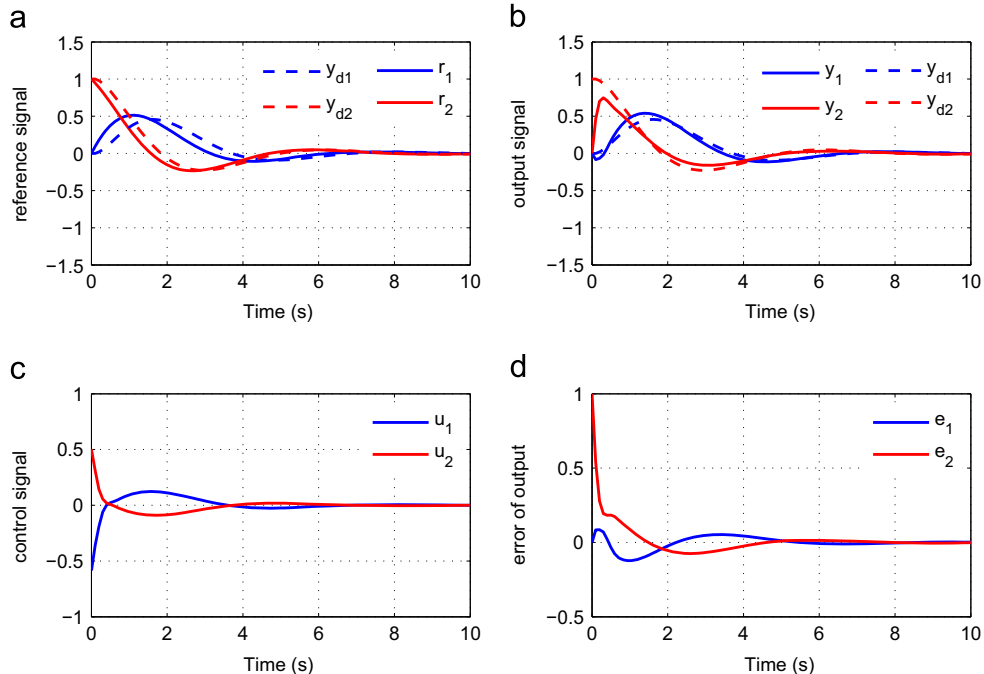 a
reference signal
1.5
1
0.5
0
−0.5
−1
−1.5
y_d1
y_d2
r_1
r_2
0 2 4 6 8 10
Time (s)
b
output signal
1.5
1
0.5
0
−0.5
−1
−1.5
y_1
y_2
y_d1
y_d2
0 2 4 6 8 10
Time (s)
c
control signal
1
0.5
0
−0.5
−1
u_1
u_2
0 2 4 6 8 10
Time (s)
d
error of output
1
0.5
0
−0.5
e_1
e_2
0 2 4 6 8 10
Time (s)